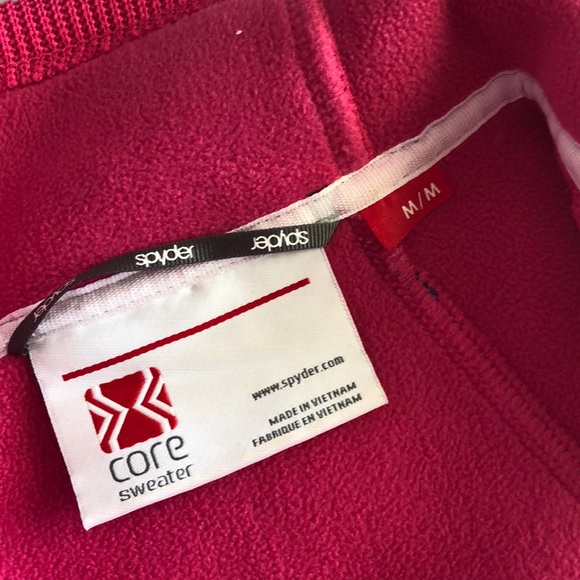 spyder spyder
M/M
www.spyder.com
MADE IN VIETNAM
FABRIQUE EN VIETNAM
core
sweater